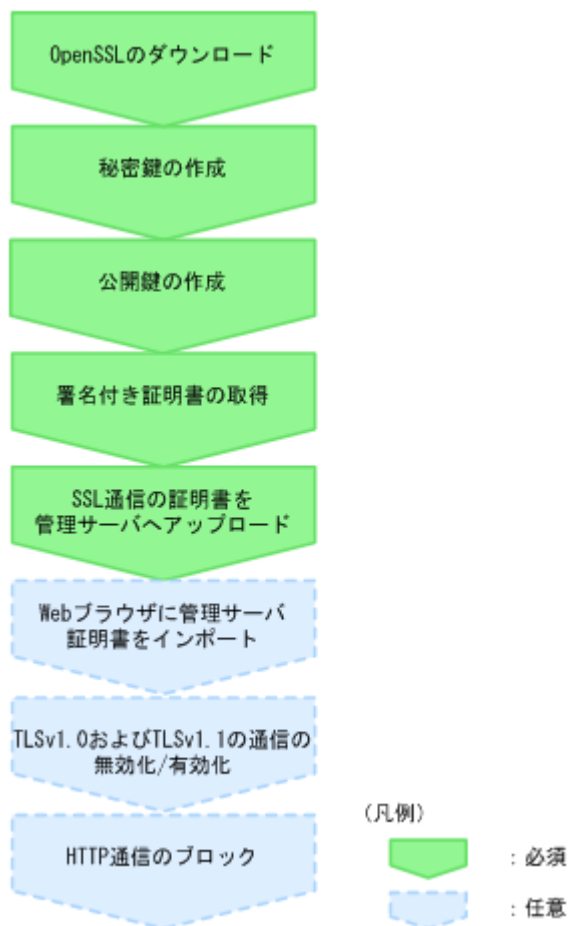 OpenSSLのダウンロード
秘密鍵の作成
公開鍵の作成
署名付き証明書の取得
SSL通信の証明書を
管理サーバへアップロード
Webブラウザに管理サーバ
証明書をインポート
TLSv1.0およびTLSv1.1の通信の
無効化/有効化
HTTP通信のブロック
(凡例)
:必須
:任意